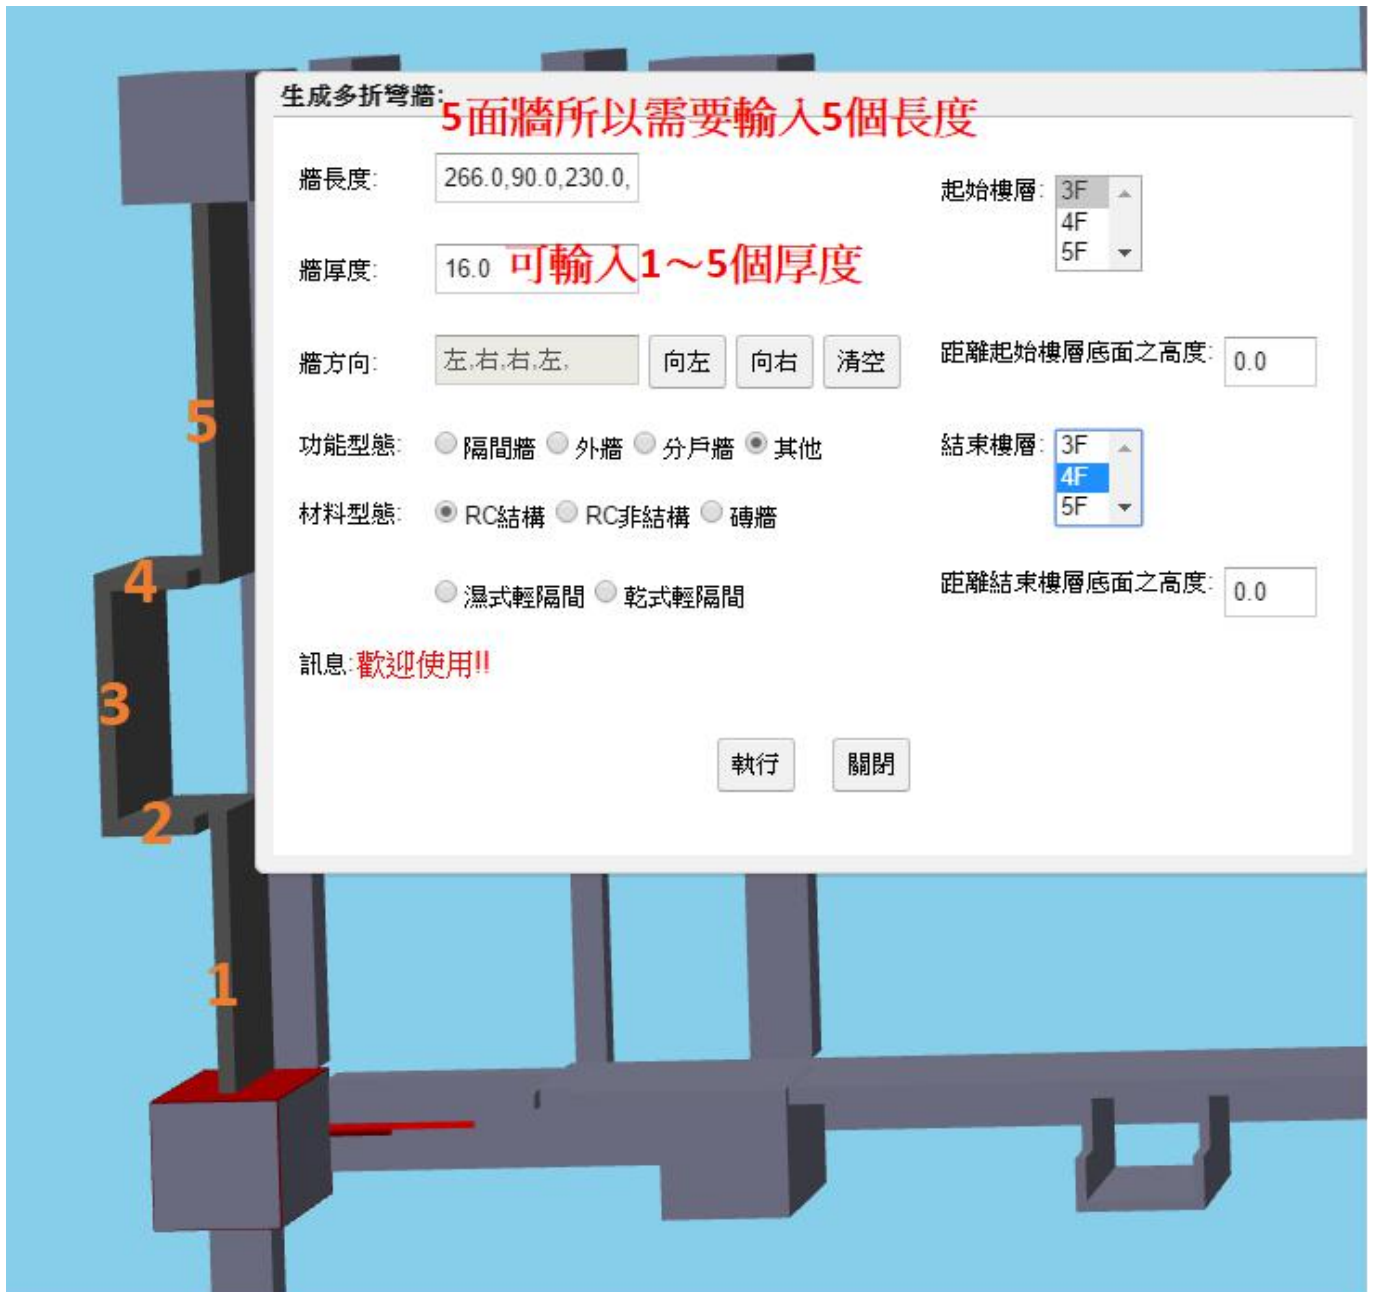 生成多折彎牆:
5面牆所以需要輸入5個長度
牆長度: 266.0,90.0,230.0,
起始樓層: 3F
4F
5F
牆厚度: 16.0
可輸入1～5個厚度
牆方向: 左,右,右,左, 向左 向右 清空
距離起始樓層底面之高度: 0.0
功能型態: 隔間牆 外牆 分戶牆 其他
結束樓層: 3F
4F
5F
材料型態: RC結構 RC非結構 磚牆
濕式輕隔間 乾式輕隔間
距離結束樓層底面之高度: 0.0
訊息:歡迎使用!!
執行 關閉
5
4
3
2
1